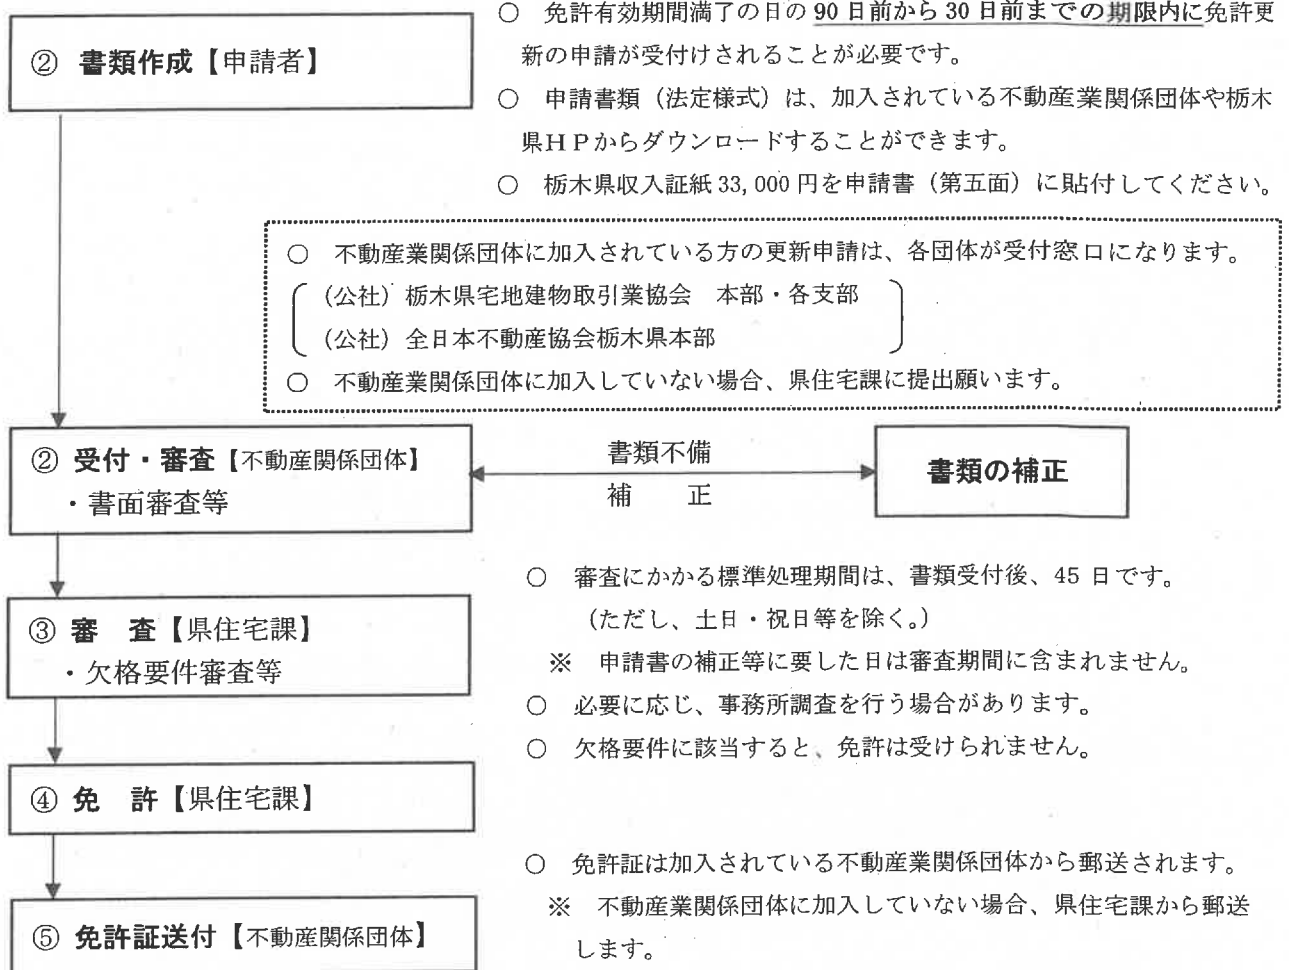 ○ 免許有効期間満了の日の 90 日前から 30 日前までの期限内に免許更
新の申請が受付けされることが必要です。
② 書類作成【申請者】
○ 申請書類（法定様式）は、加入されている不動産業関係団体や栃木
県ＨＰからダウンロードすることができます。
○ 栃木県収入証紙 33,000 円を申請書（第五面）に貼付してください。
○ 不動産業関係団体に加入されている方の更新申請は、各団体が受付窓口になります。
（公社）栃木県宅地建物取引業協会　本部・各支部
（公社）全日本不動産協会栃木県本部
○ 不動産業関係団体に加入していない場合、県住宅課に提出願います。
② 受付・審査【不動産関係団体】
・書面審査等
書類不備
補　　正
書類の補正
○ 審査にかかる標準処理期間は、書類受付後、45 日です。
（ただし、土日・祝日等を除く。）
※ 申請書の補正等に要した日は審査期間に含まれません。
③ 審　査【県住宅課】
・欠格要件審査等
○ 必要に応じ、事務所調査を行う場合があります。
○ 欠格要件に該当すると、免許は受けられません。
④ 免　許【県住宅課】
○ 免許証は加入されている不動産業関係団体から郵送されます。
※ 不動産業関係団体に加入していない場合、県住宅課から郵送
します。
⑤ 免許証送付【不動産関係団体】